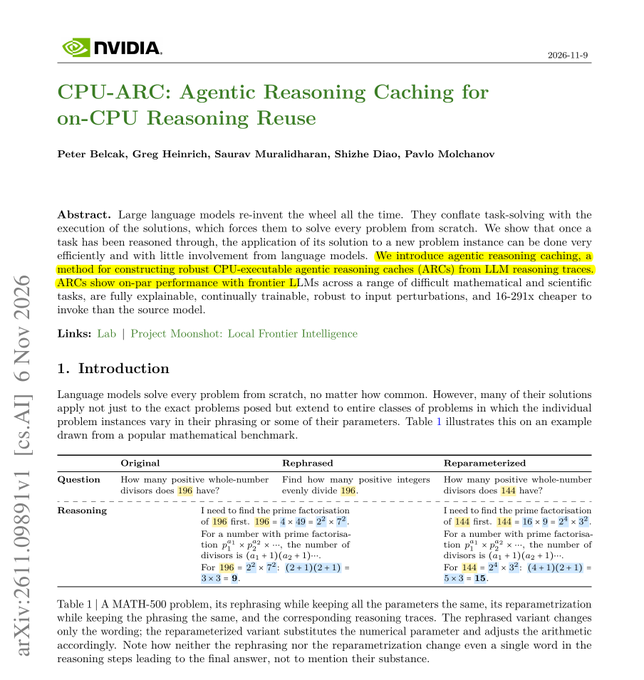 NVIDIA.
2026-11-9
CPU-ARC: Agentic Reasoning Caching for
on-CPU Reasoning Reuse
Peter Belcak, Greg Heinrich, Saurav Muralidharan, Shizhe Diao, Pavlo Molchanov
Abstract. Large language models re-invent the wheel all the time. They conflate task-solving with the
execution of the solutions, which forces them to solve every problem from scratch. We show that once a
task has been reasoned through, the application of its solution to a new problem instance can be done very
efficiently and with little involvement from language models. We introduce agentic reasoning caching, a
method for constructing robust CPU-executable agentic reasoning caches (ARCs) from LLM reasoning traces.
ARCs show on-par performance with frontier LLMs across a range of difficult mathematical and scientific
tasks, are fully explainable, continually trainable, robust to input perturbations, and 16-291x cheaper to
invoke than the source model.
Links: Lab | Project Moonshot: Local Frontier Intelligence
1. Introduction
Language models solve every problem from scratch, no matter how common. However, many of their solutions
apply not just to the exact problems posed but extend to entire classes of problems in which the individual
problem instances vary in their phrasing or some of their parameters. Table 1 illustrates this on an example
drawn from a popular mathematical benchmark.
Original Rephrased Reparameterized
Question How many positive whole-number Find how many positive integers How many positive whole-number
divisors does 196 have? evenly divide 196. divisors does 144 have?
Reasoning I need to find the prime factorisation I need to find the prime factorisation
of 196 first. 196 = 4 × 49 = 2² × 7². of 144 first. 144 = 16 × 9 = 2⁴ × 3².
For a number with prime factorisa- For a number with prime factorisa-
tion p₁^a₁ × p₂^a₂ × ⋯, the number of tion p₁^a₁ × p₂^a₂ × ⋯, the number of
divisors is (a₁ + 1)(a₂ + 1)⋯. divisors is (a₁ + 1)(a₂ + 1)⋯.
For 196 = 2² × 7²: (2+1)(2+1) = For 144 = 2⁴ × 3²: (4+1)(2+1) =
3 × 3 = 9. 5 × 3 = 15.
Table 1 | A MATH-500 problem, its rephrasing while keeping all the parameters the same, its reparametrization
while keeping the phrasing the same, and the corresponding reasoning traces. The rephrased variant changes
only the wording; the reparameterized variant substitutes the numerical parameter and adjusts the arithmetic
accordingly. Note how neither the rephrasing nor the reparametrization change even a single word in the
reasoning steps leading to the final answer, not to mention their substance.
arXiv:2611.09891v1 [cs.AI] 6 Nov 2026